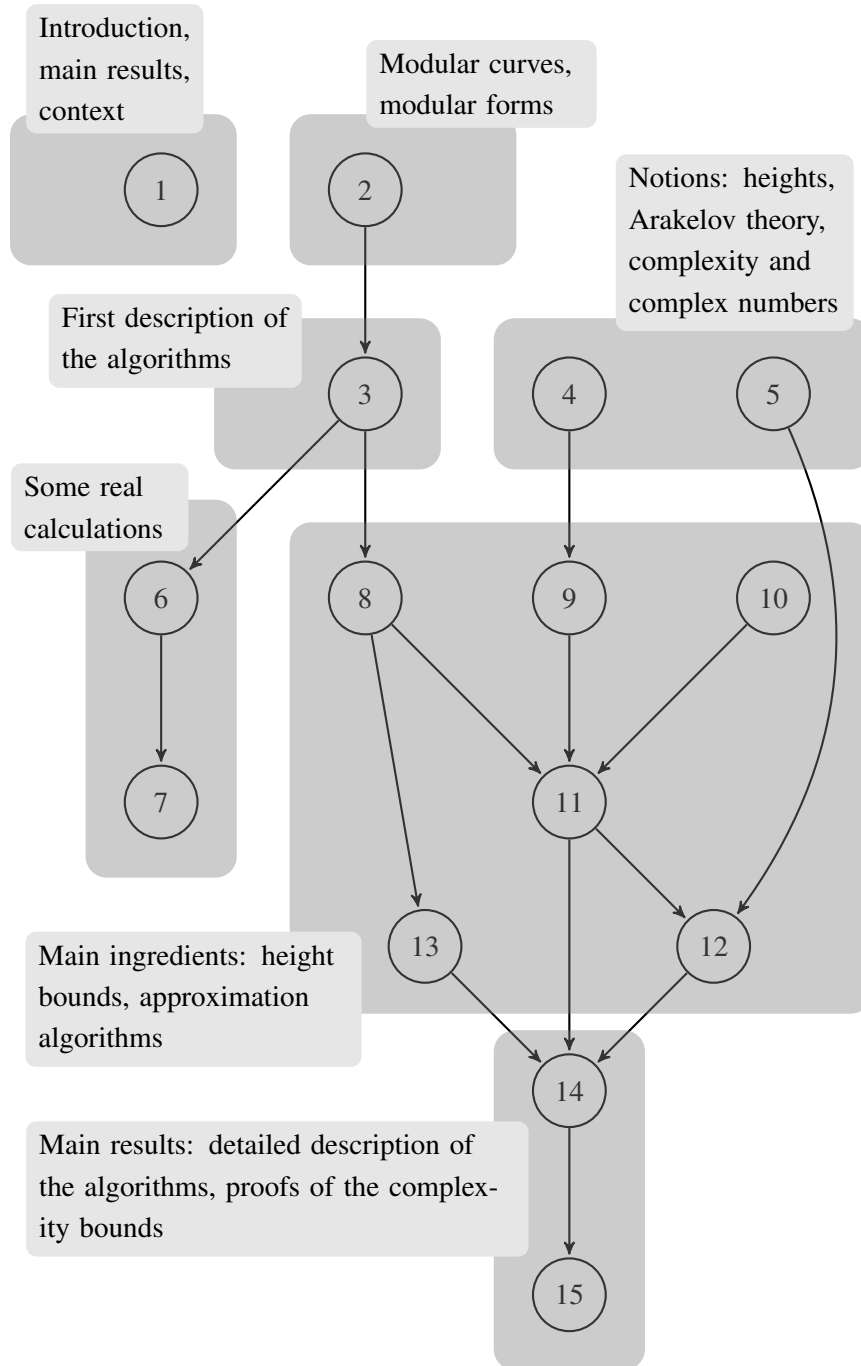 Introduction,
main results,
context
Modular curves,
modular forms
1
2
Notions: heights,
Arakelov theory,
complexity and
complex numbers
First description of
the algorithms
3
4
5
Some real
calculations
6
8
9
10
7
11
Main ingredients: height
bounds, approximation
algorithms
13
12
14
Main results: detailed description of
the algorithms, proofs of the complex-
ity bounds
15